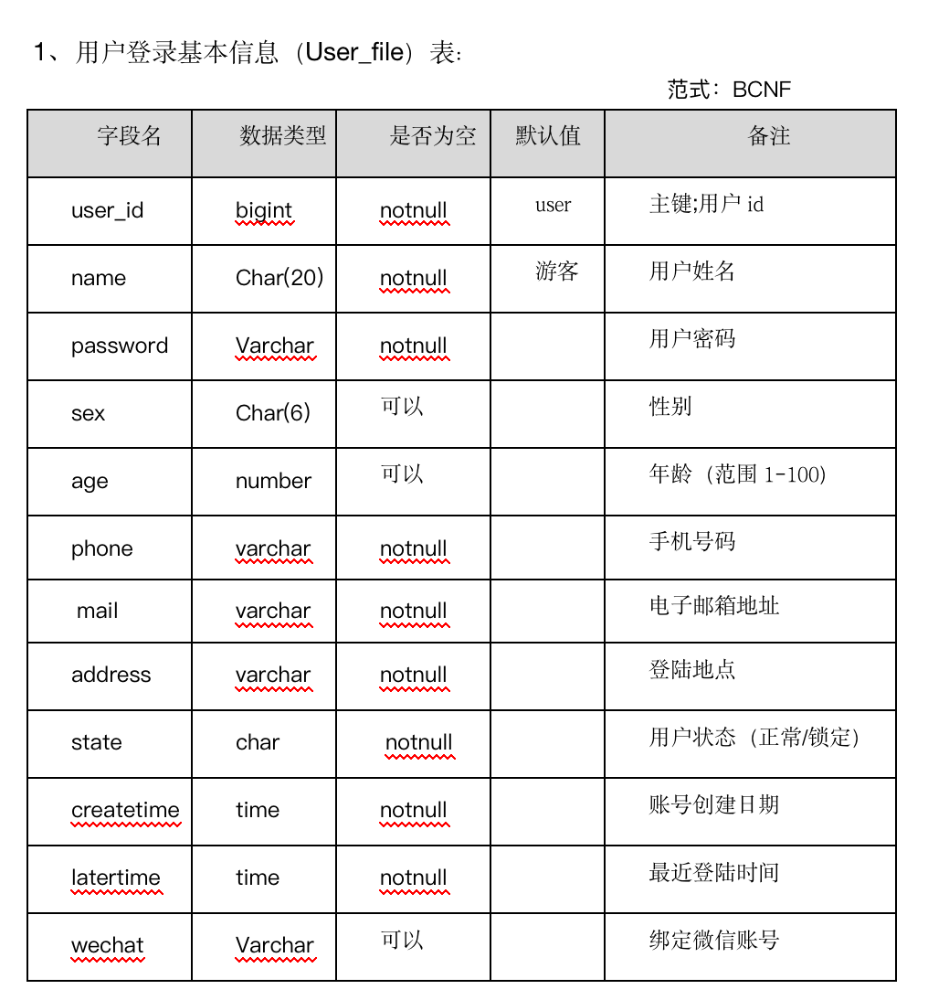 1、用户登录基本信息（User_file）表:
范式：BCNF
字段名 数据类型 是否为空 默认值 备注
user_id bigint notnull user 主键;用户 id
name Char(20) notnull 游客 用户姓名
password Varchar notnull 用户密码
sex Char(6) 可以 性别
age number 可以 年龄（范围 1-100）
phone varchar notnull 手机号码
mail varchar notnull 电子邮箱地址
address varchar notnull 登陆地点
state char notnull 用户状态（正常/锁定）
createtime time notnull 账号创建日期
latertime time notnull 最近登陆时间
wechat Varchar 可以 绑定微信账号